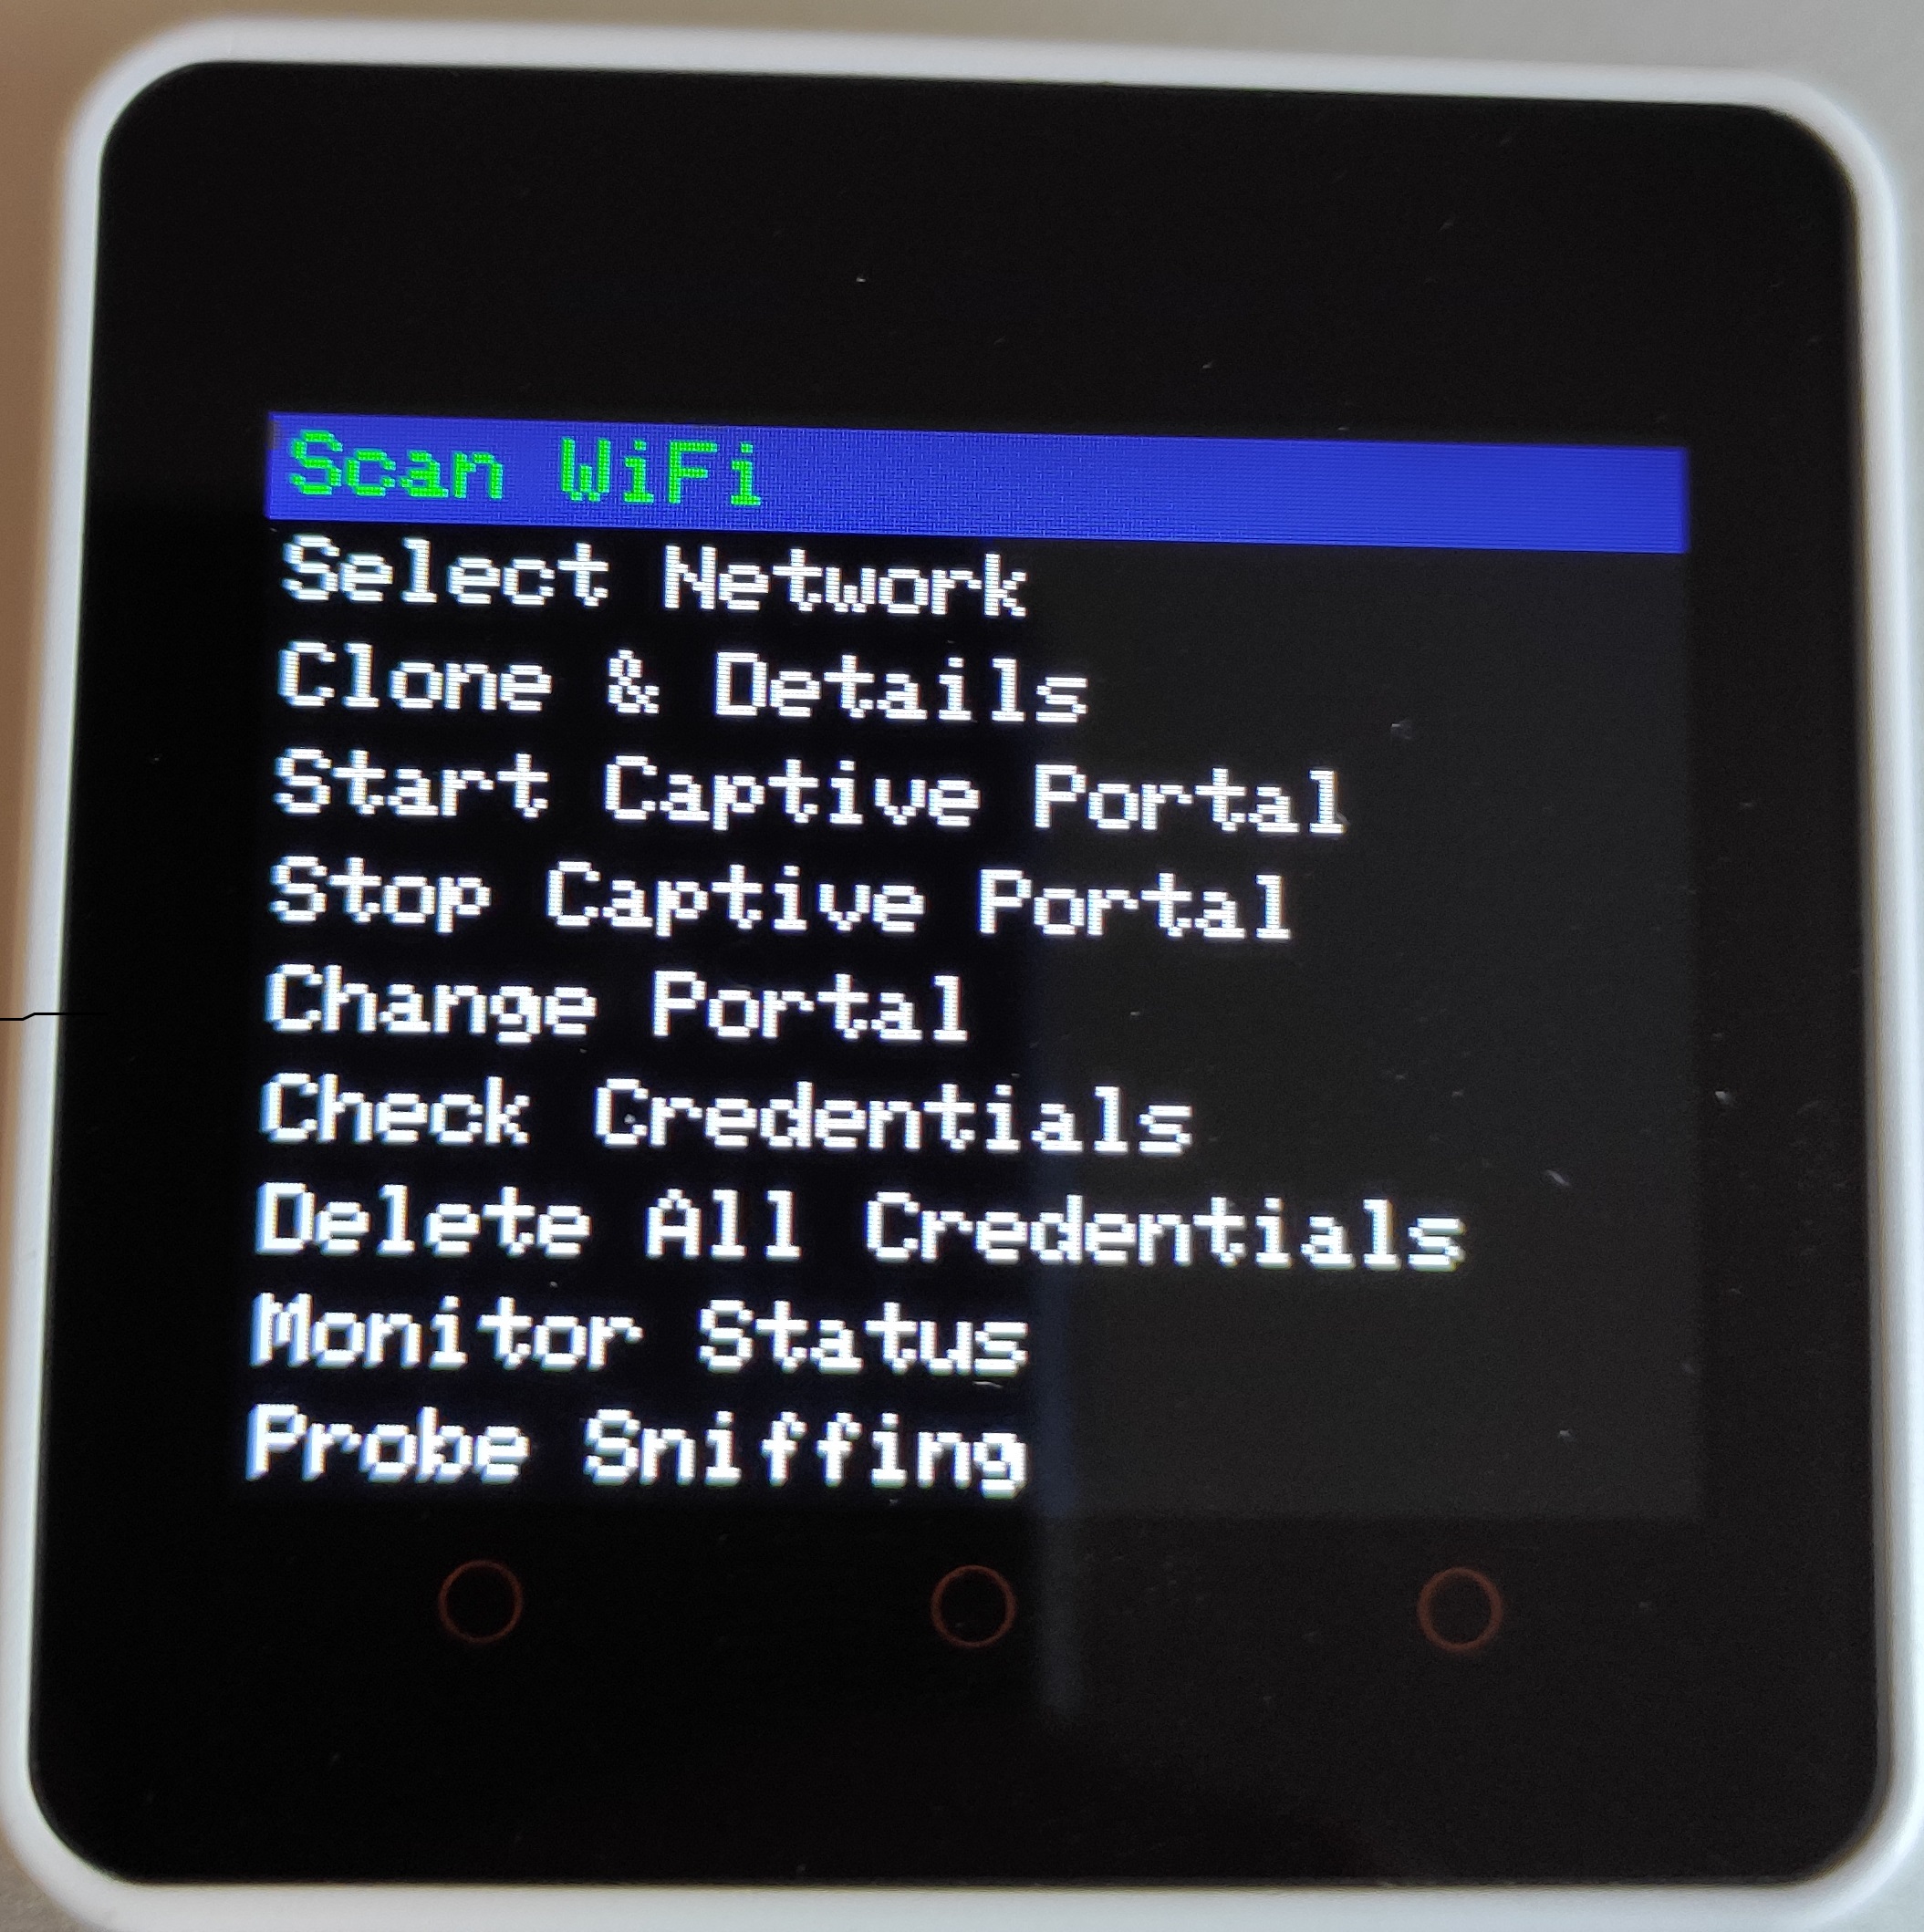 Scan WiFi
Select Network
Clone & Details
Start Captive Portal
Stop Captive Portal
Change Portal
Check Credentials
Delete All Credentials
Monitor Status
Probe Sniffing